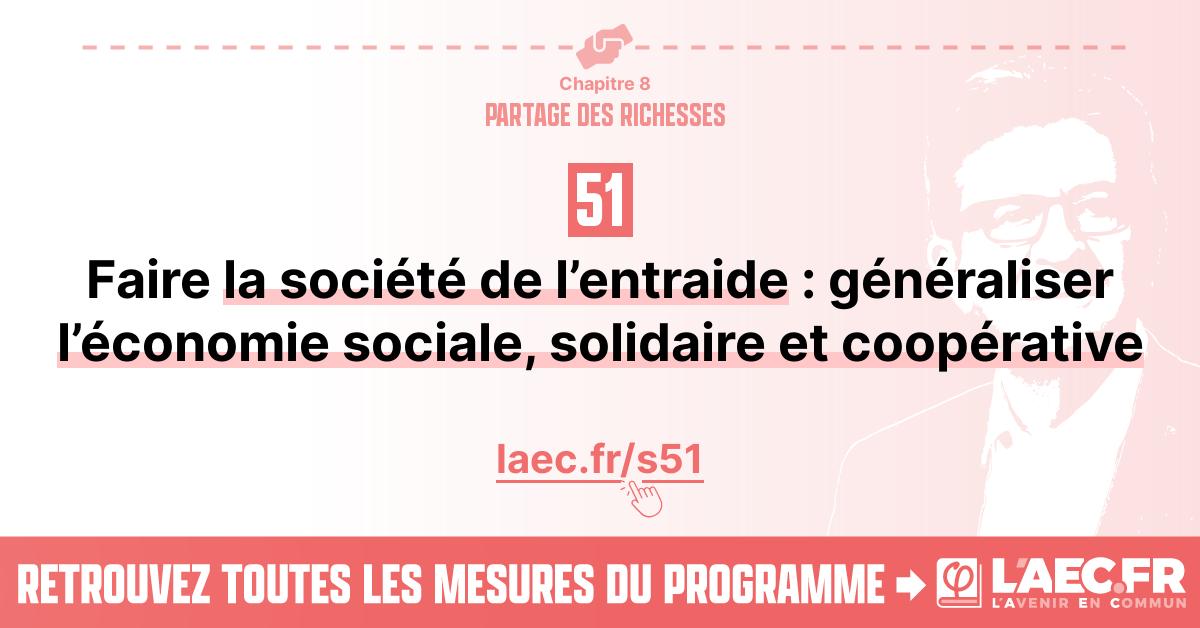 Chapitre 8
PARTAGE DES RICHESSES
51
Faire la société de l’entraide : généraliser
l’économie sociale, solidaire et coopérative
laec.fr/s51
RETROUVEZ TOUTES LES MESURES DU PROGRAMME
φ L'AEC.FR
L'AVENIR EN COMMUN